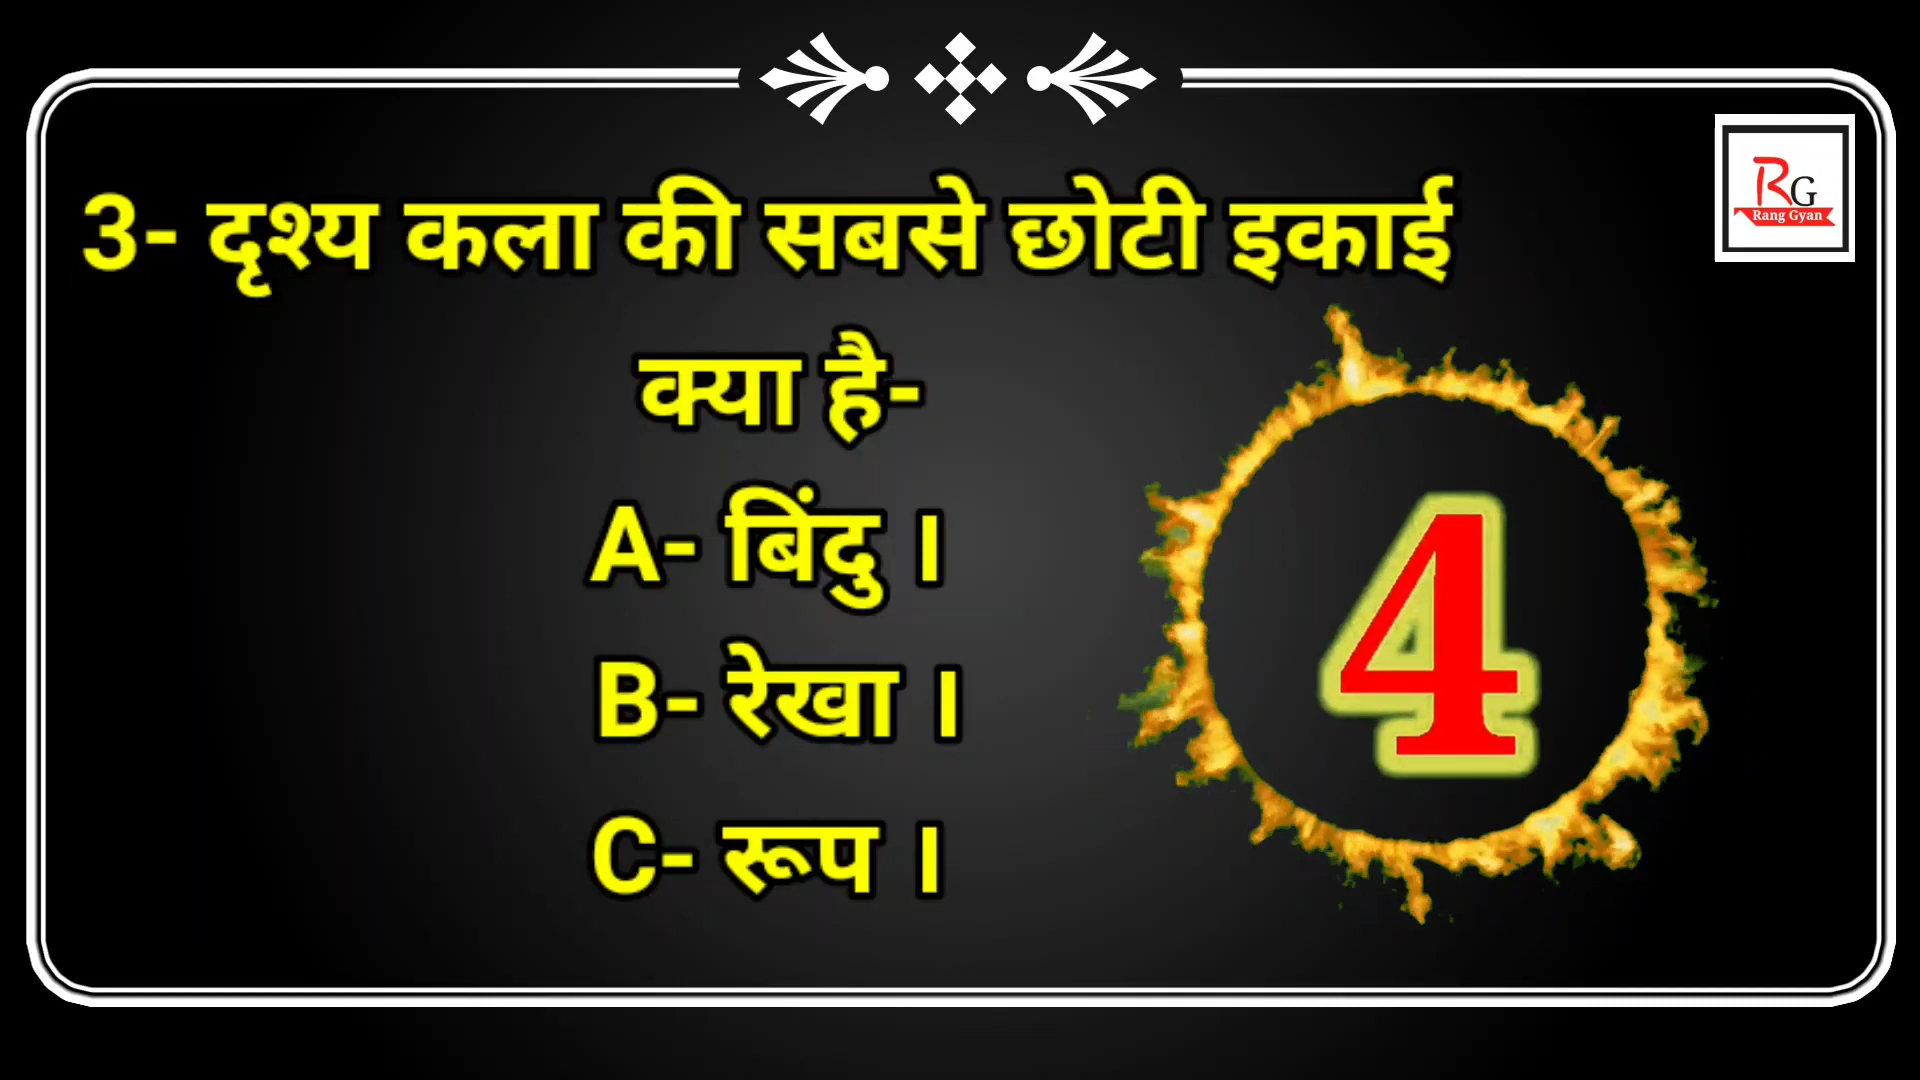 3- दृश्य कला की सबसे छोटी इकाई
क्या है-
A- बिंदु ।
B- रेखा ।
C- रूप ।
4
RG
Rang Gyan